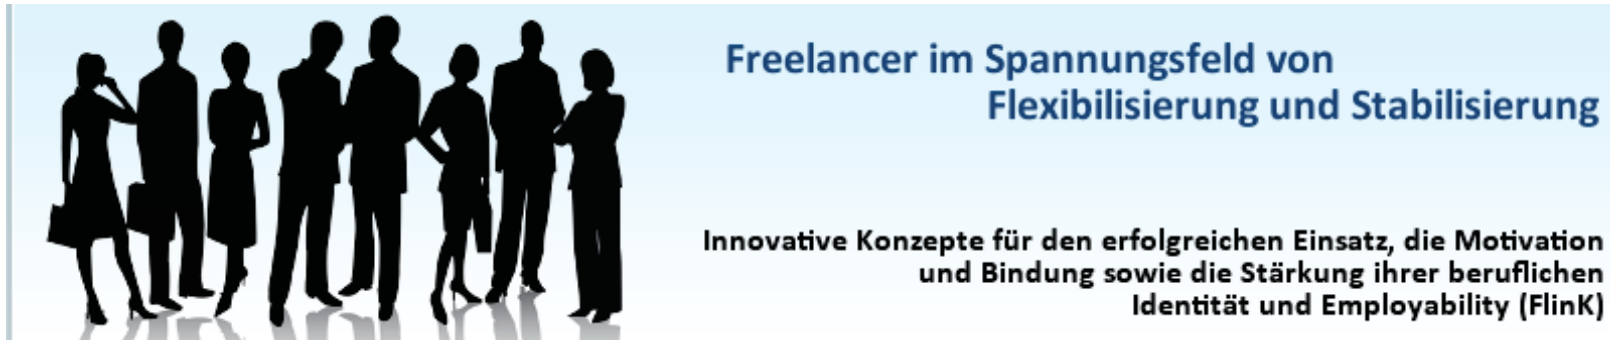 Freelancer im Spannungsfeld von
Flexibilisierung und Stabilisierung
Innovative Konzepte für den erfolgreichen Einsatz, die Motivation
und Bindung sowie die Stärkung ihrer beruflichen
Identität und Employability (FlinK)